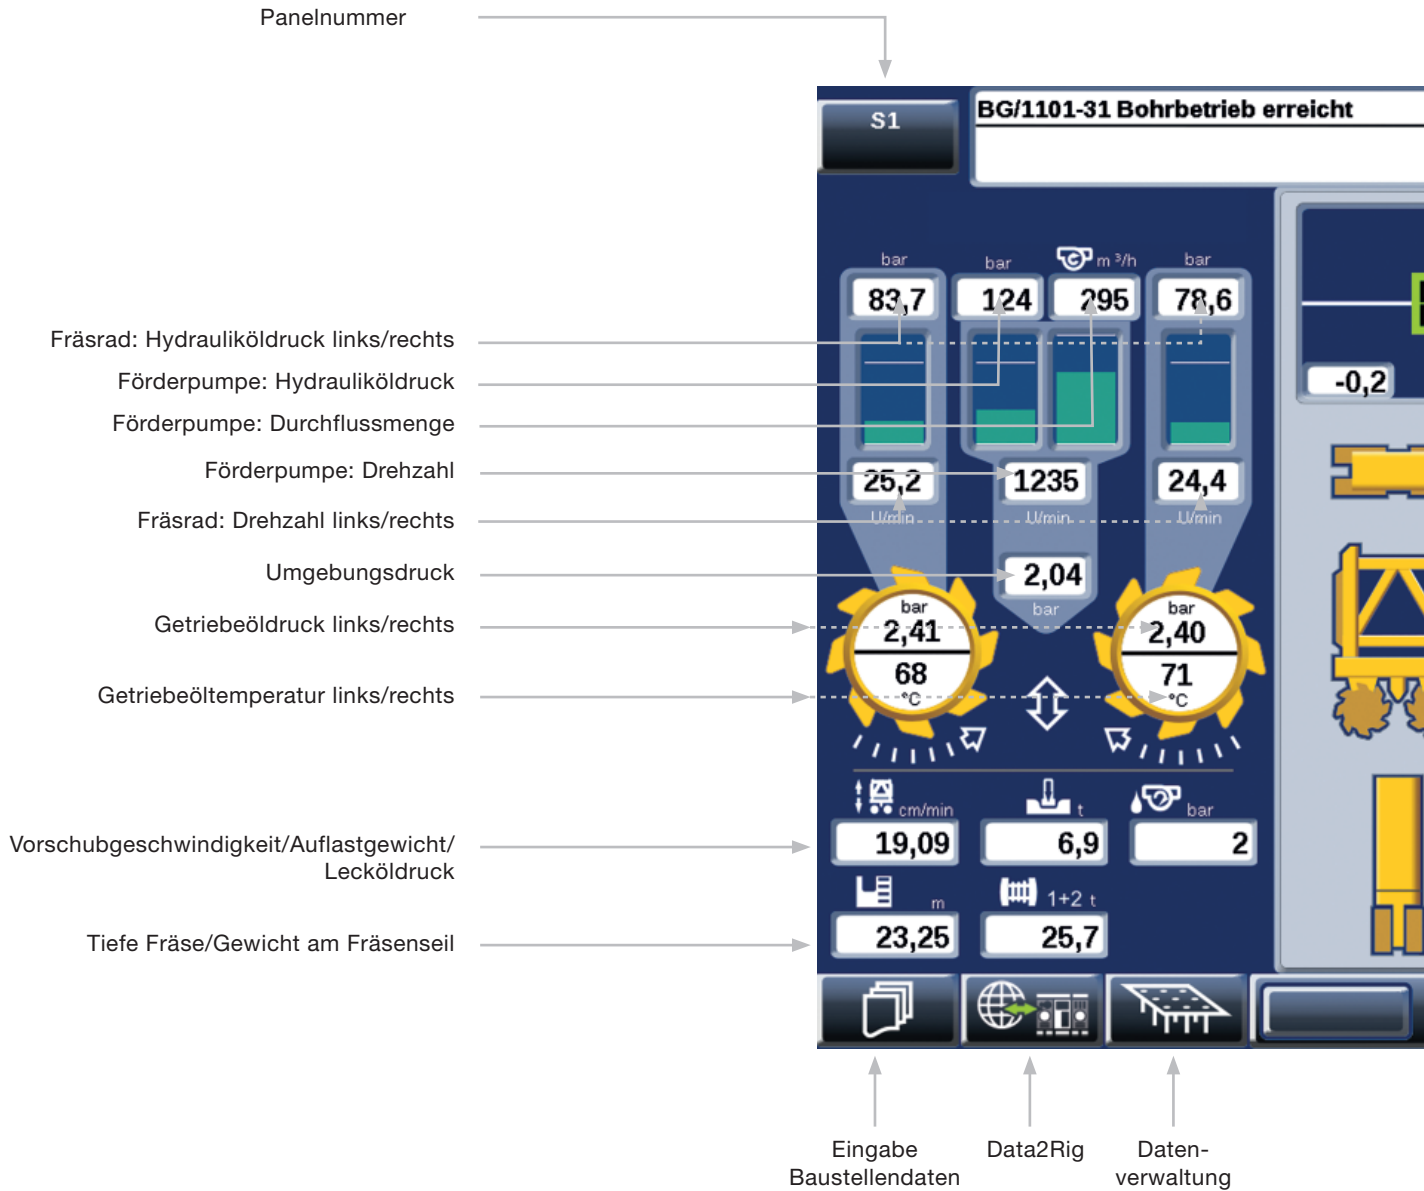 Panelnummer
S1
BG/1101-31 Bohrbetrieb erreicht
bar
bar
m ³/h
bar
83,7
124
295
78,6
Fräsrad: Hydrauliköldruck links/rechts
Förderpumpe: Hydrauliköldruck
-0,2
Förderpumpe: Durchflussmenge
Förderpumpe: Drehzahl
25,2
1235
24,4
Fräsrad: Drehzahl links/rechts
U/min
U/min
U/min
Umgebungsdruck
2,04
bar
bar
bar
Getriebeöldruck links/rechts
2,41
2,40
68
71
Getriebeöltemperatur links/rechts
°C
°C
cm/min
t
bar
Vorschubgeschwindigkeit/Auflastgewicht/
Lecköldruck
19,09
6,9
2
m
1+2 t
Tiefe Fräse/Gewicht am Fräsenseil
23,25
25,7
Eingabe
Baustellendaten
Data2Rig
Daten-
verwaltung